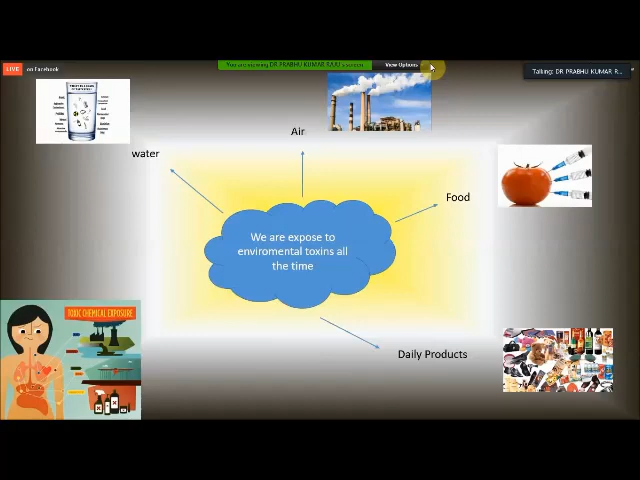 You are viewing DR PRABHU KUMAR RAJU's screen
View Options
LIVE on Facebook
Talking: DR PRABHU KUMAR R...
Air
water
Food
We are expose to
enviromental toxins all
the time
TOXIC CHEMICAL EXPOSURE
Daily Products